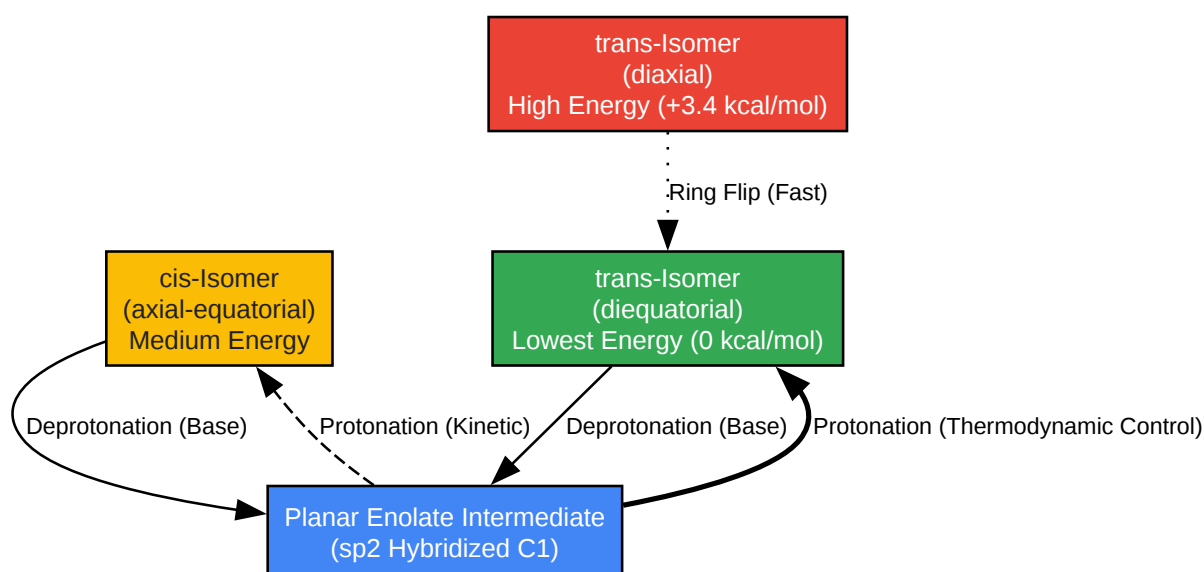 trans-Isomer
(diaxial)
High Energy (+3.4 kcal/mol)
Ring Flip (Fast)
cis-Isomer
(axial-equatorial)
Medium Energy
trans-Isomer
(diequatorial)
Lowest Energy (0 kcal/mol)
Deprotonation (Base)
Protonation (Kinetic)
Deprotonation (Base)
Protonation (Thermodynamic Control)
Planar Enolate Intermediate
(sp2 Hybridized C1)